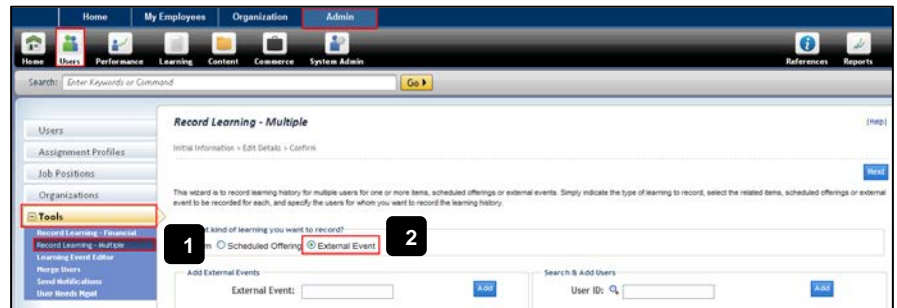 Home My Employees Organization Admin
Home Users Performance Learning Content Commerce System Admin References Reports
Search: Enter Keywords or Command Go
Users
Assignment Profiles
Job Positions
Organizations
Tools
Record Learning - Financial
Record Learning - Multiple
Learning Event Editor
Merge Users
Send Notifications
User Needs Mgmt
Record Learning - Multiple
[Help]
Initial Information > Edit Details > Confirm
Next
This wizard is to record learning history for multiple users for one or more items, scheduled offerings or external events. Simply indicate the type of learning to record, select the related items, scheduled offerings or external
event to be recorded for each, and specify the users for whom you want to record the learning history.
kind of learning you want to record?
1 Scheduled Offering External Event 2
Add External Events
External Event: Add
Search & Add Users
User ID: Add